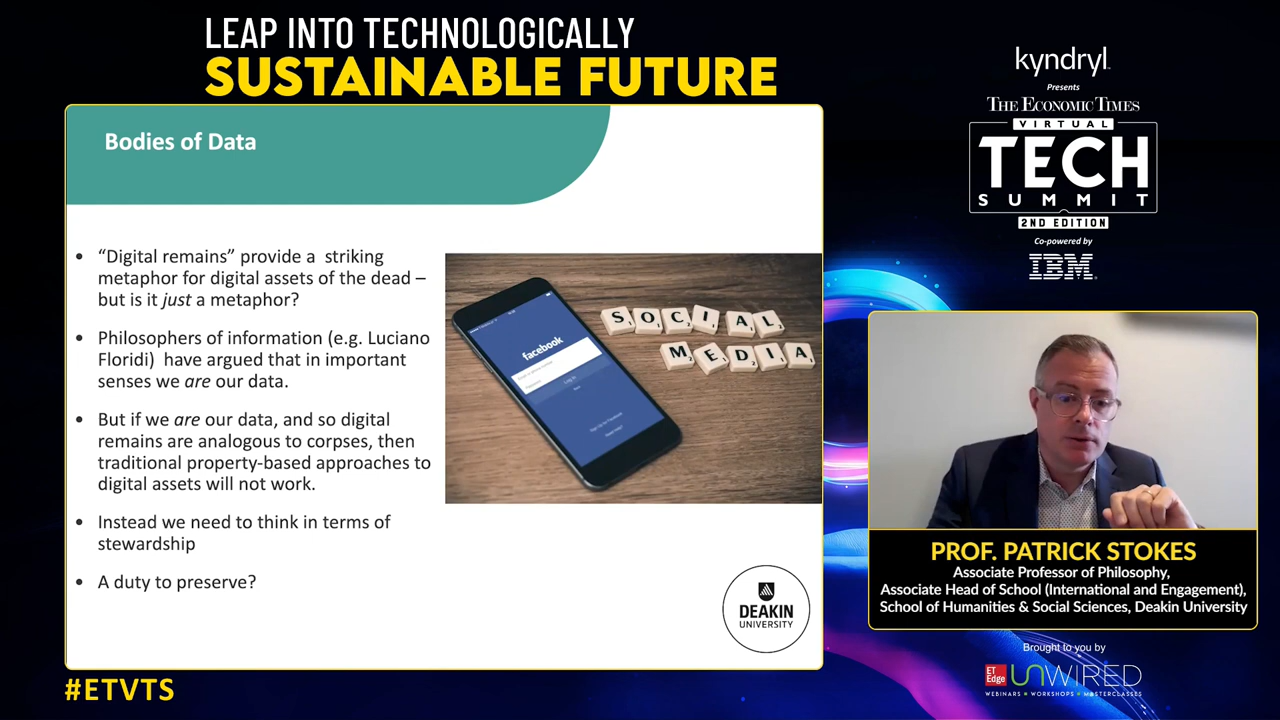 LEAP INTO TECHNOLOGICALLY
SUSTAINABLE FUTURE
Bodies of Data
• “Digital remains” provide a striking
metaphor for digital assets of the dead –
but is it just a metaphor?
• Philosophers of information (e.g. Luciano
Floridi) have argued that in important
senses we are our data.
• But if we are our data, and so digital
remains are analogous to corpses, then
traditional property-based approaches to
digital assets will not work.
• Instead we need to think in terms of
stewardship
• A duty to preserve?
facebook
Log In
SOCIAL
MEDIA
DEAKIN
UNIVERSITY
#ETVTS
kyndryl
Presents
THE ECONOMIC TIMES
VIRTUAL
TECH
SUMMIT
2ND EDITION
Co-powered by
IBM
PROF. PATRICK STOKES
Associate Professor of Philosophy,
Associate Head of School (International and Engagement),
School of Humanities & Social Sciences, Deakin University
Brought to you by
ET Edge UNWIRED
WEBINARS • WORKSHOPS • MASTERCLASSES